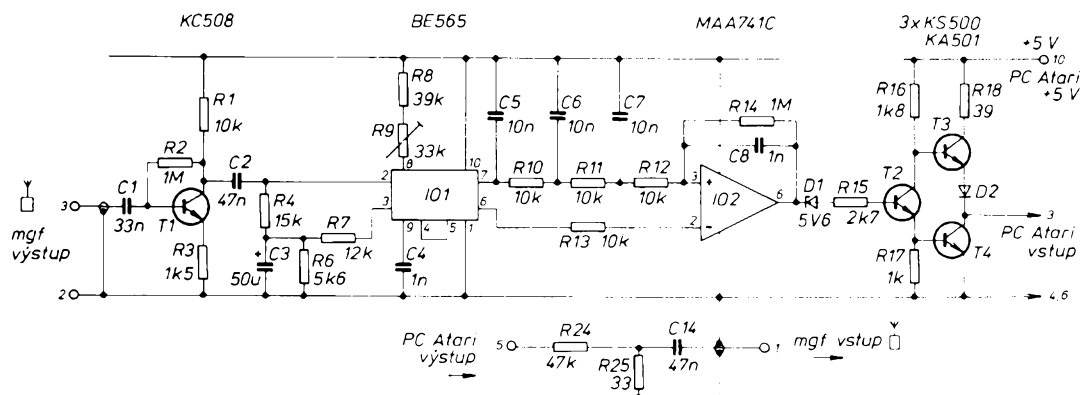 KC508
BE565
MAA741C
3xKS500
KA501
+5 V
10
PC Atari
+5 V
R1
10k
R2
1M
C1
33n
3
mgf
výstup
2
T1
R3
1k5
C2
47n
R4
15k
C3
+
50u
R6
5k6
R7
12k
R8
39k
R9
33k
8
10
2
3
IO1
7
6
9
4
5
1
C4
1n
C5
10n
C6
10n
C7
10n
R10
10k
R11
10k
R12
10k
R13 10k
R14 1M
C8
1n
3
+
IO2
2
-
6
D1
5V6
R15
2k7
R16
1k8
R18
39
T2
T3
D2
T4
R17
1k
3
PC Atari
vstup
4,6
PC Atari
výstup
5
R24
47k
R25
33
C14
47n
1
mgf vstup